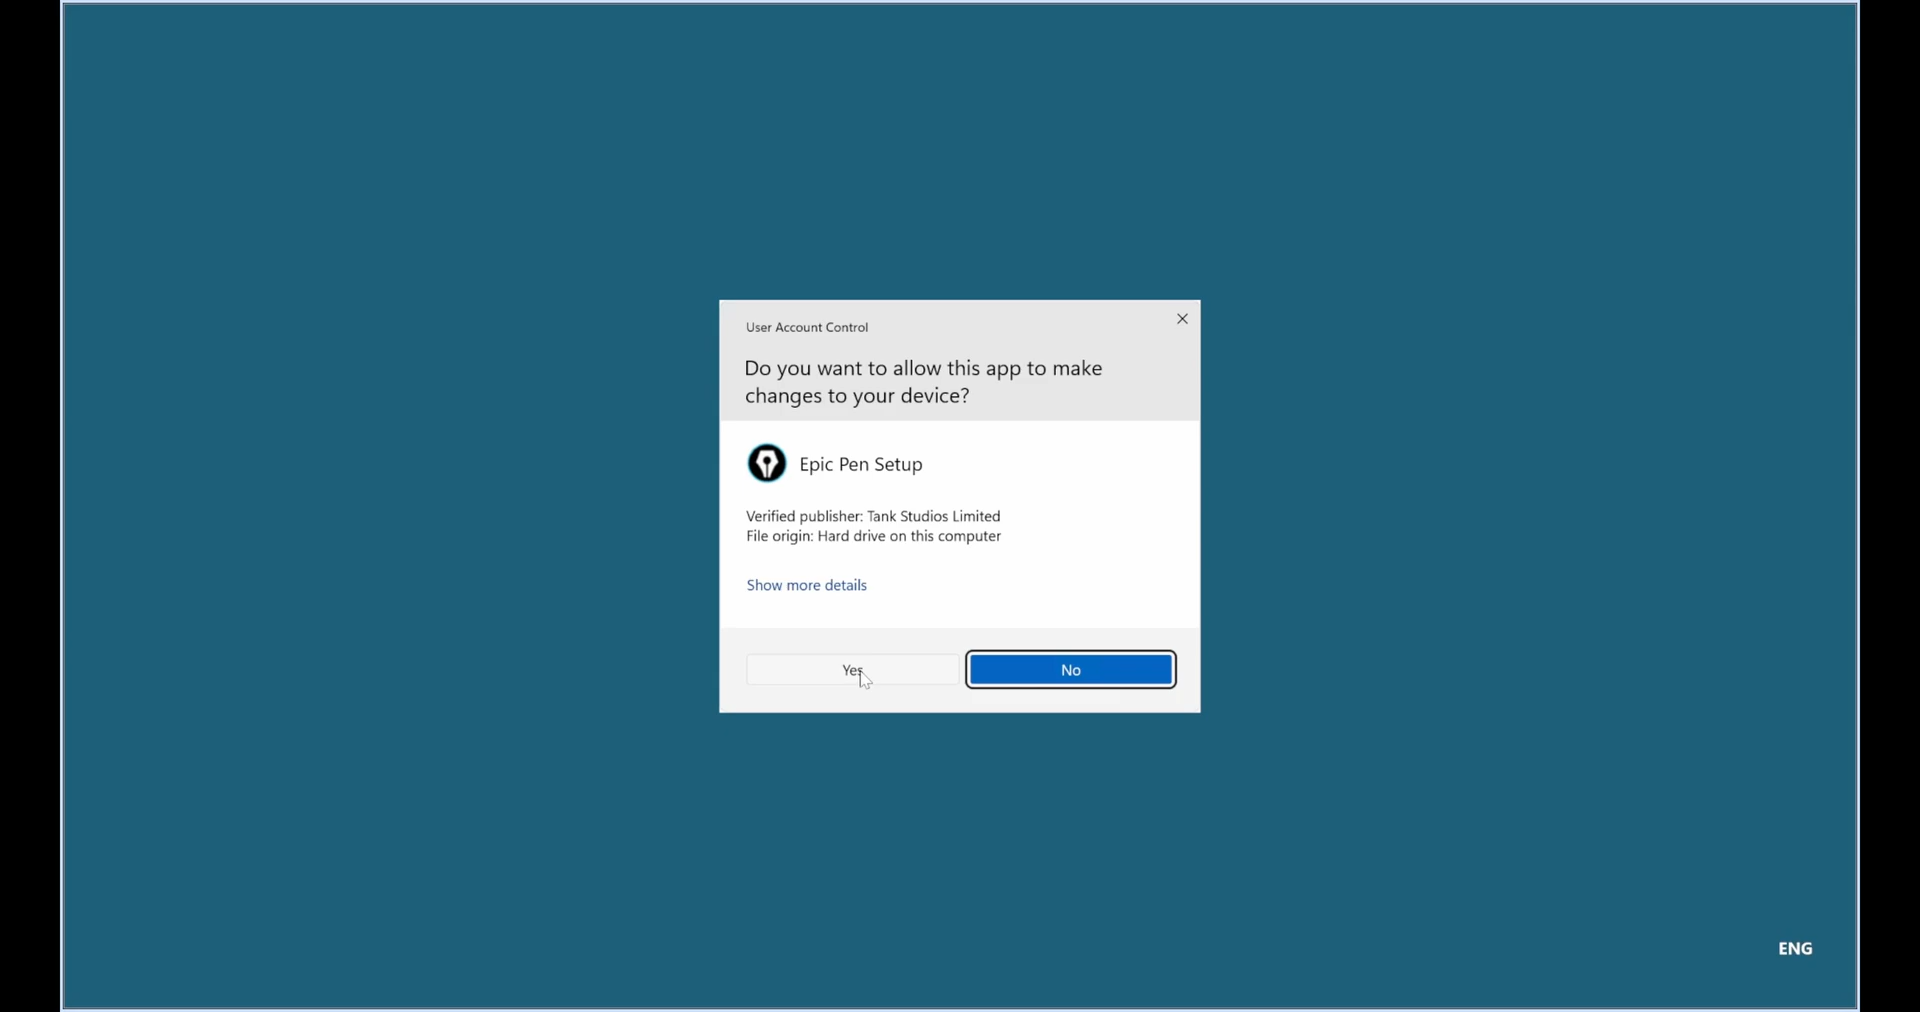 User Account Control
Do you want to allow this app to make
changes to your device?
Epic Pen Setup
Verified publisher: Tank Studios Limited
File origin: Hard drive on this computer
Show more details
Yes
No
ENG